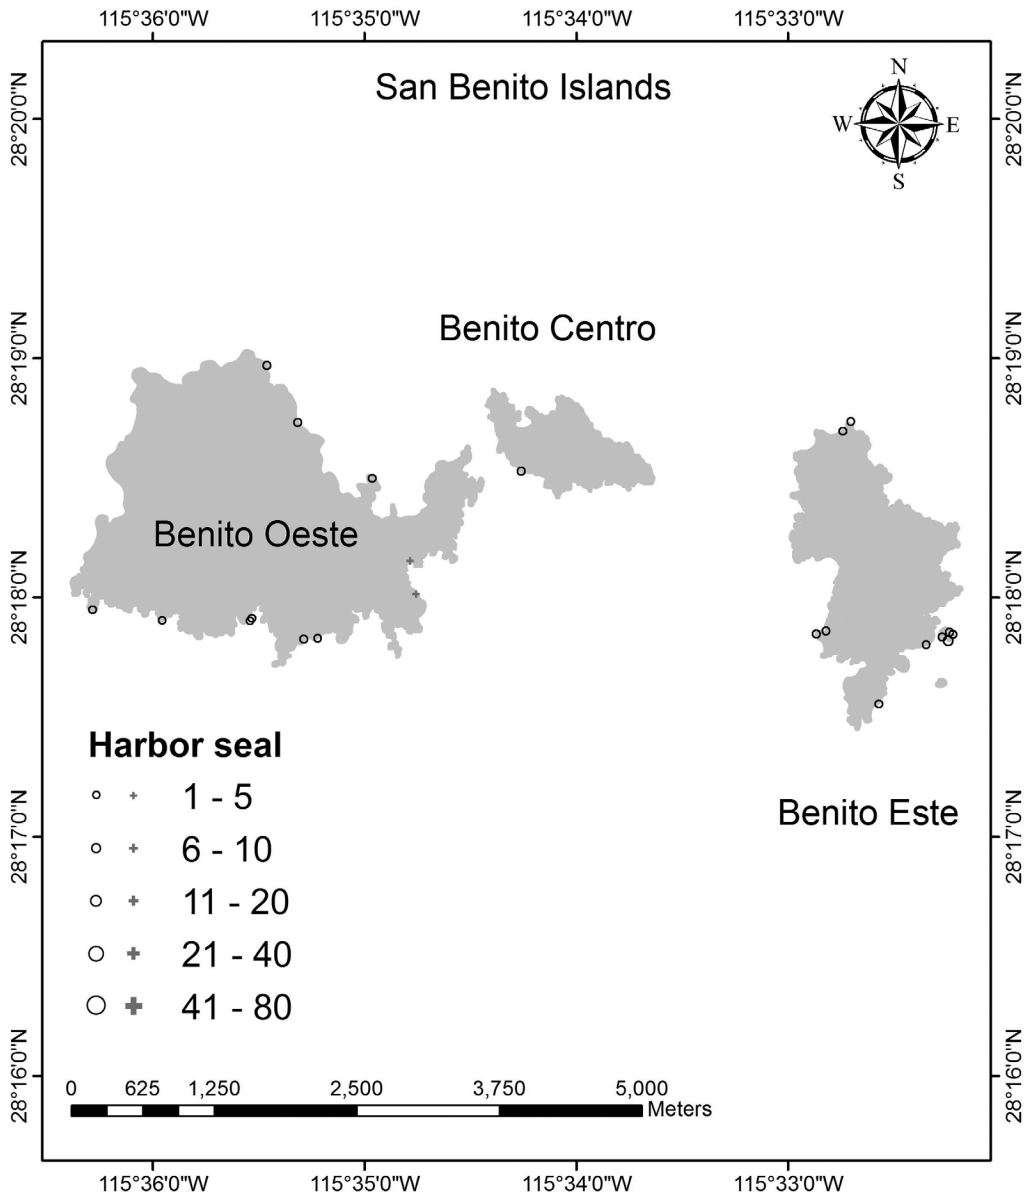 115°36'0"W 115°35'0"W 115°34'0"W 115°33'0"W
San Benito Islands
N
W E
S
28°20'0"N 28°20'0"N
Benito Centro
28°19'0"N 28°19'0"N
Benito Oeste
28°18'0"N 28°18'0"N
Harbor seal
1 - 5
6 - 10
11 - 20
21 - 40
41 - 80
Benito Este
28°17'0"N 28°17'0"N
28°16'0"N 28°16'0"N
0 625 1,250 2,500 3,750 5,000
Meters
115°36'0"W 115°35'0"W 115°34'0"W 115°33'0"W